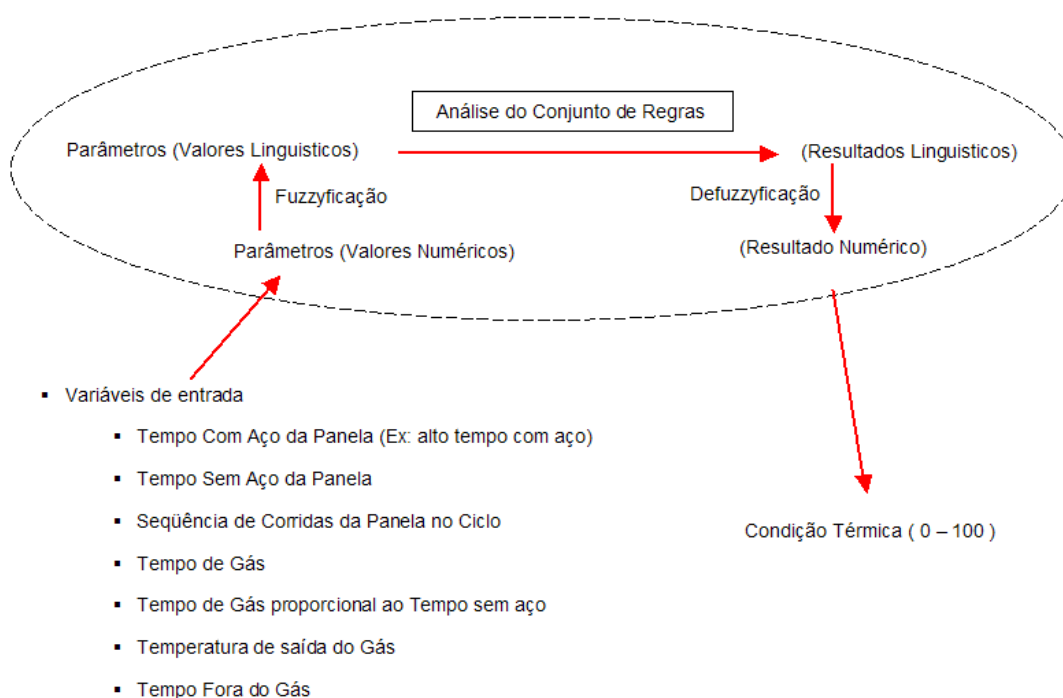 Análise do Conjunto de Regras
Parâmetros (Valores Linguisticos)
(Resultados Linguisticos)
Fuzzyficação
Defuzzyficação
Parâmetros (Valores Numéricos)
(Resultado Numérico)
▪ Variáveis de entrada
▪ Tempo Com Aço da Panela (Ex: alto tempo com aço)
▪ Tempo Sem Aço da Panela
▪ Seqüência de Corridas da Panela no Ciclo
▪ Tempo de Gás
▪ Tempo de Gás proporcional ao Tempo sem aço
▪ Temperatura de saída do Gás
▪ Tempo Fora do Gás
Condição Térmica ( 0 – 100 )